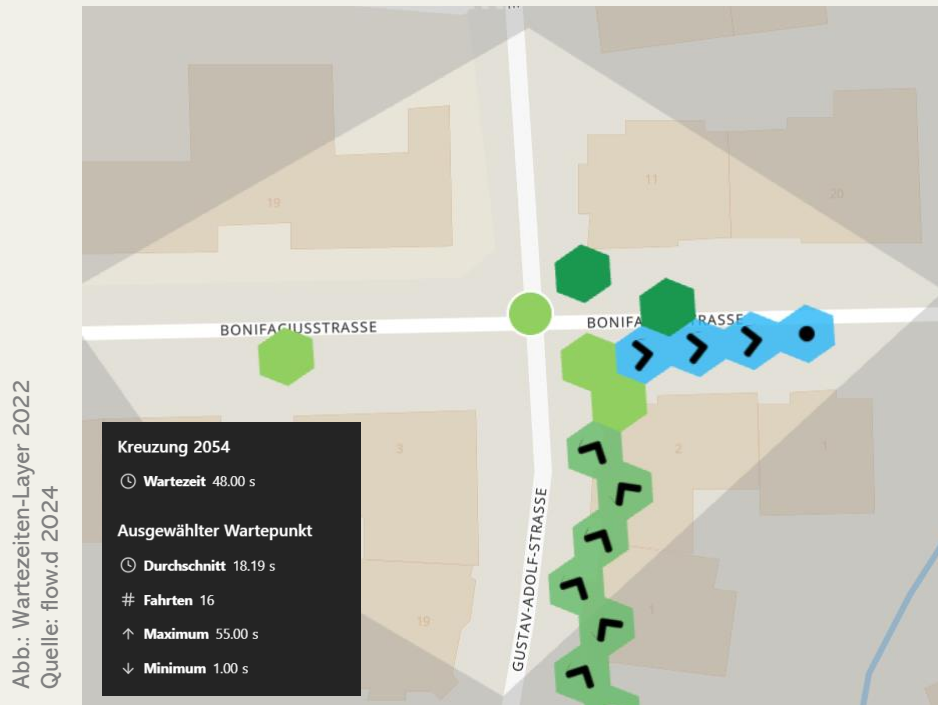 Abb.: Wartezeiten-Layer 2022
Quelle: flow.d 2024
19
11
20
BONIFACIUSSTRASSE
BONIFA TRASSE
3
2
1
GUSTAV-ADOLF-STRASSE
19
1
Kreuzung 2054
Wartezeit 48.00 s
Ausgewählter Wartepunkt
Durchschnitt 18.19 s
# Fahrten 16
↑ Maximum 55.00 s
↓ Minimum 1.00 s